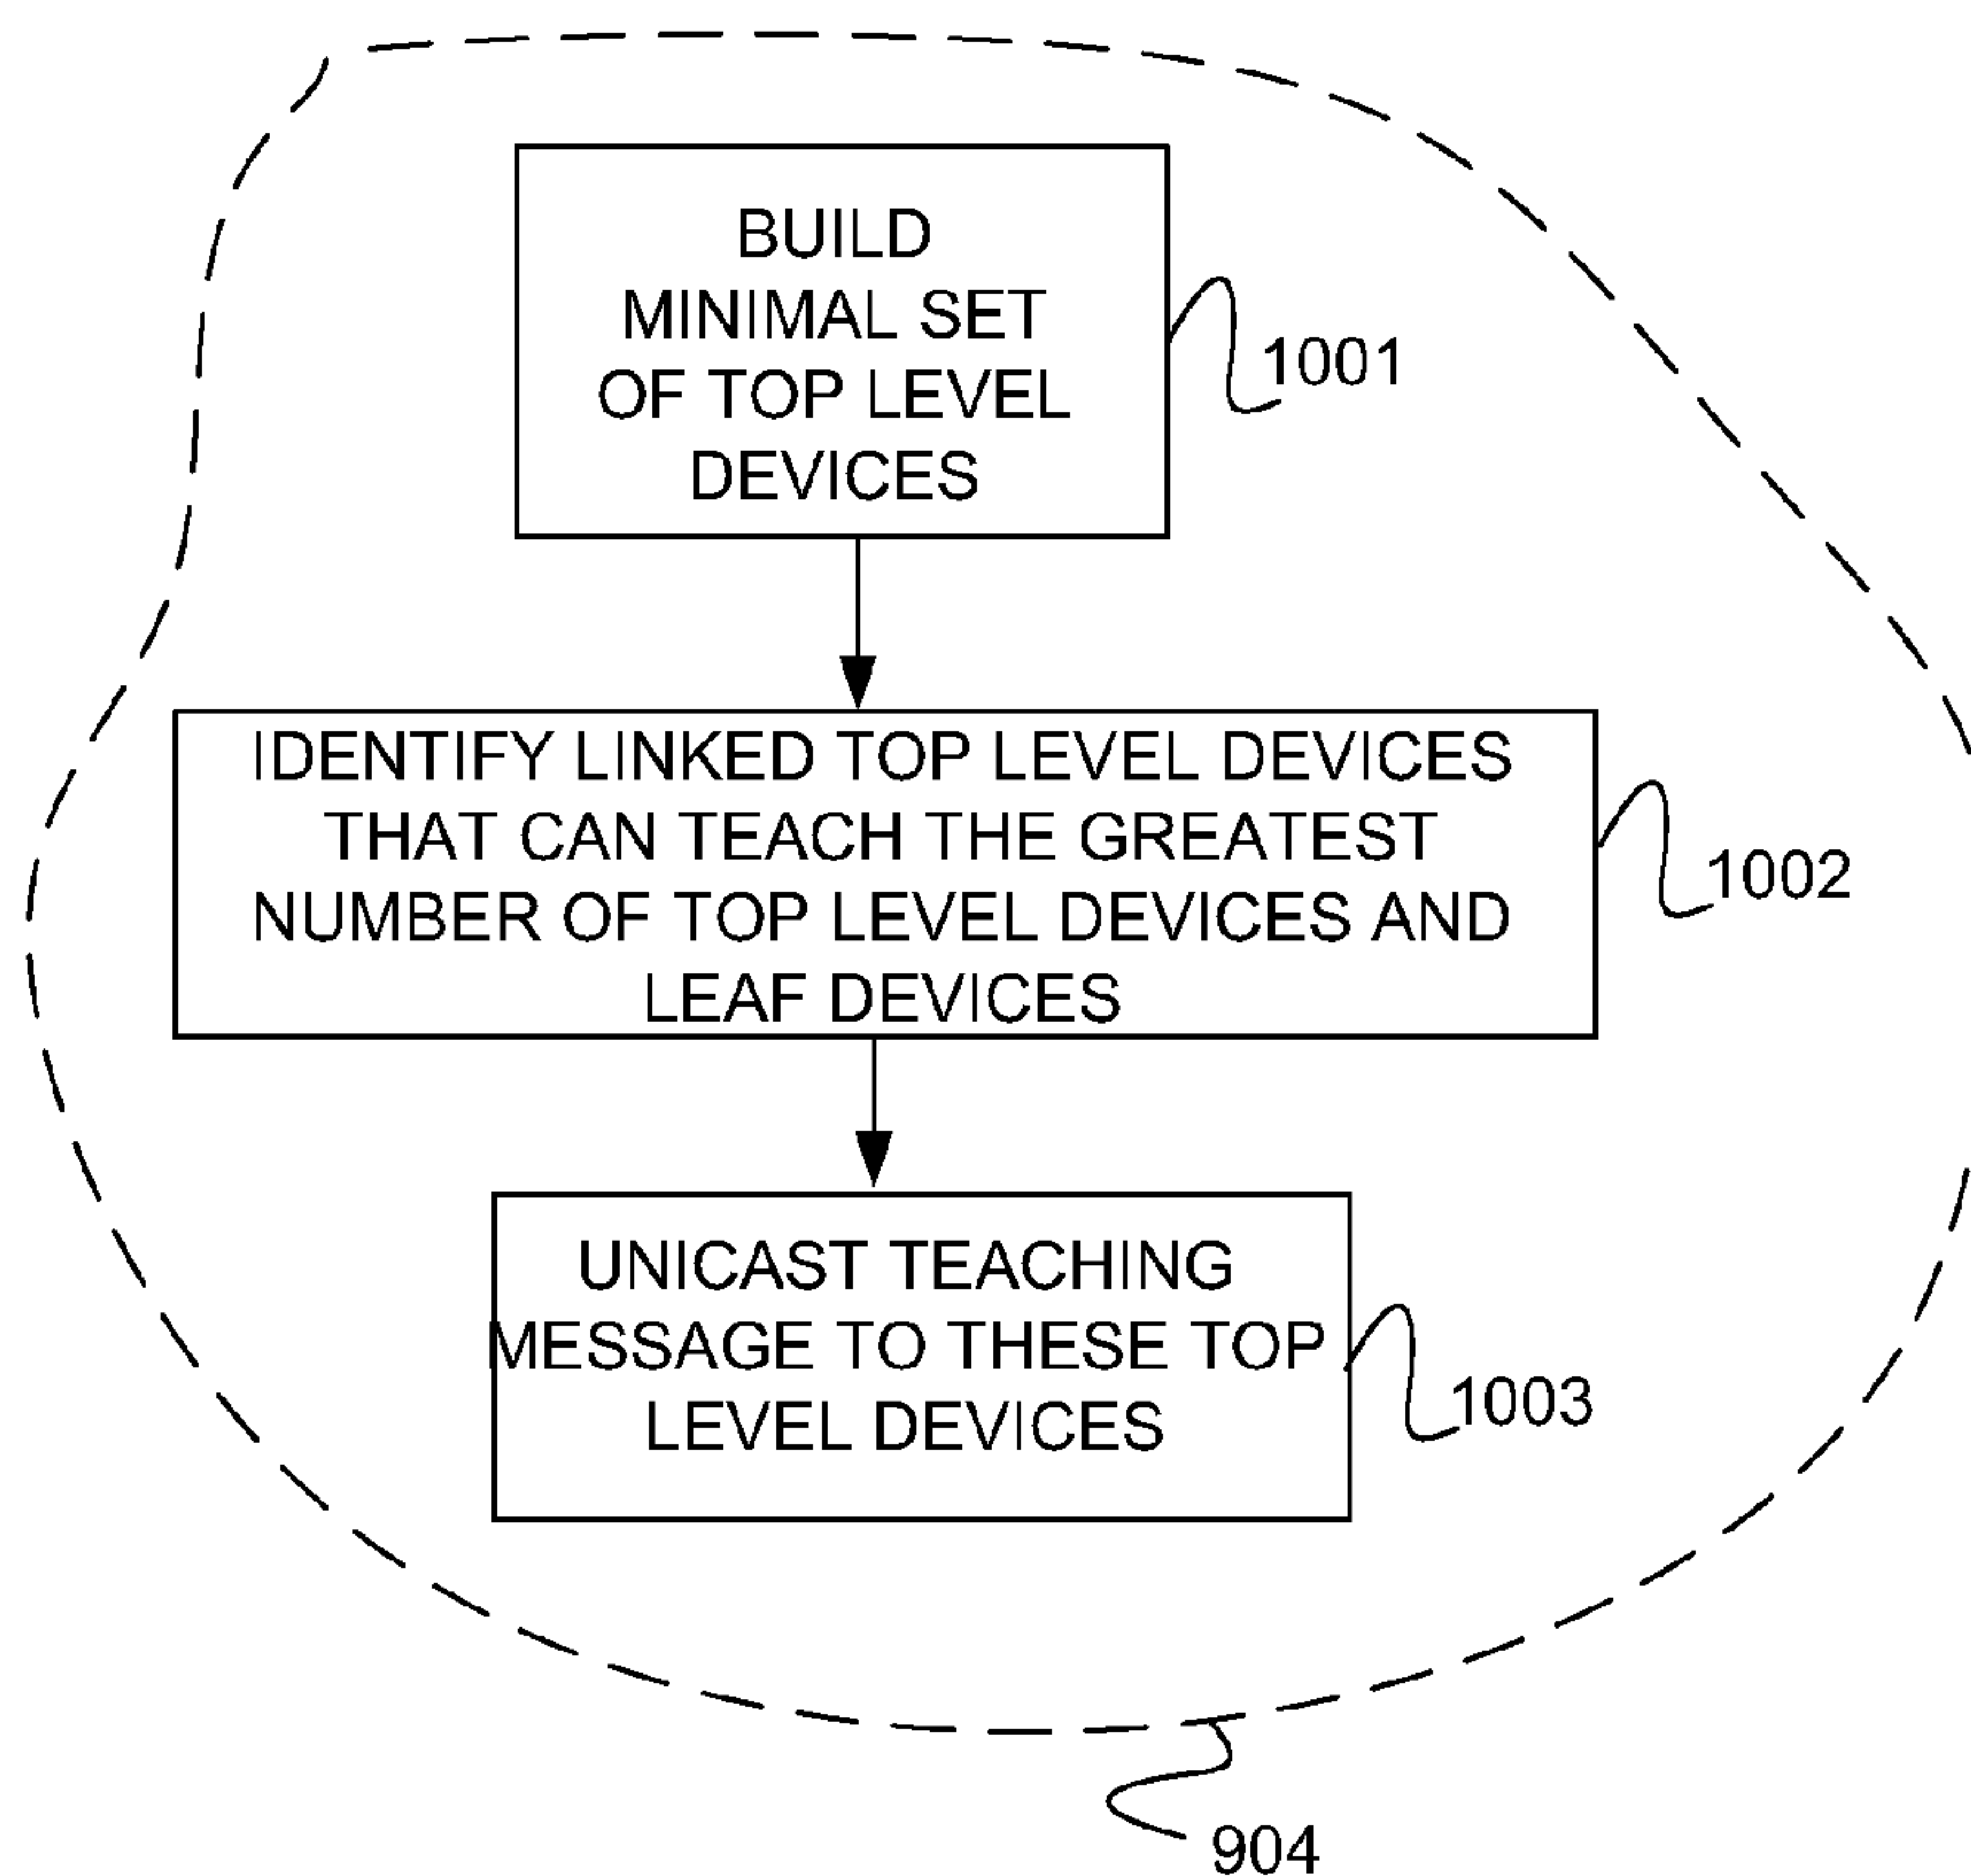 BUILD
MINIMAL SET
OF TOP LEVEL
DEVICES
1001
IDENTIFY LINKED TOP LEVEL DEVICES
THAT CAN TEACH THE GREATEST
NUMBER OF TOP LEVEL DEVICES AND
LEAF DEVICES
1002
UNICAST TEACHING
MESSAGE TO THESE TOP
LEVEL DEVICES
1003
904